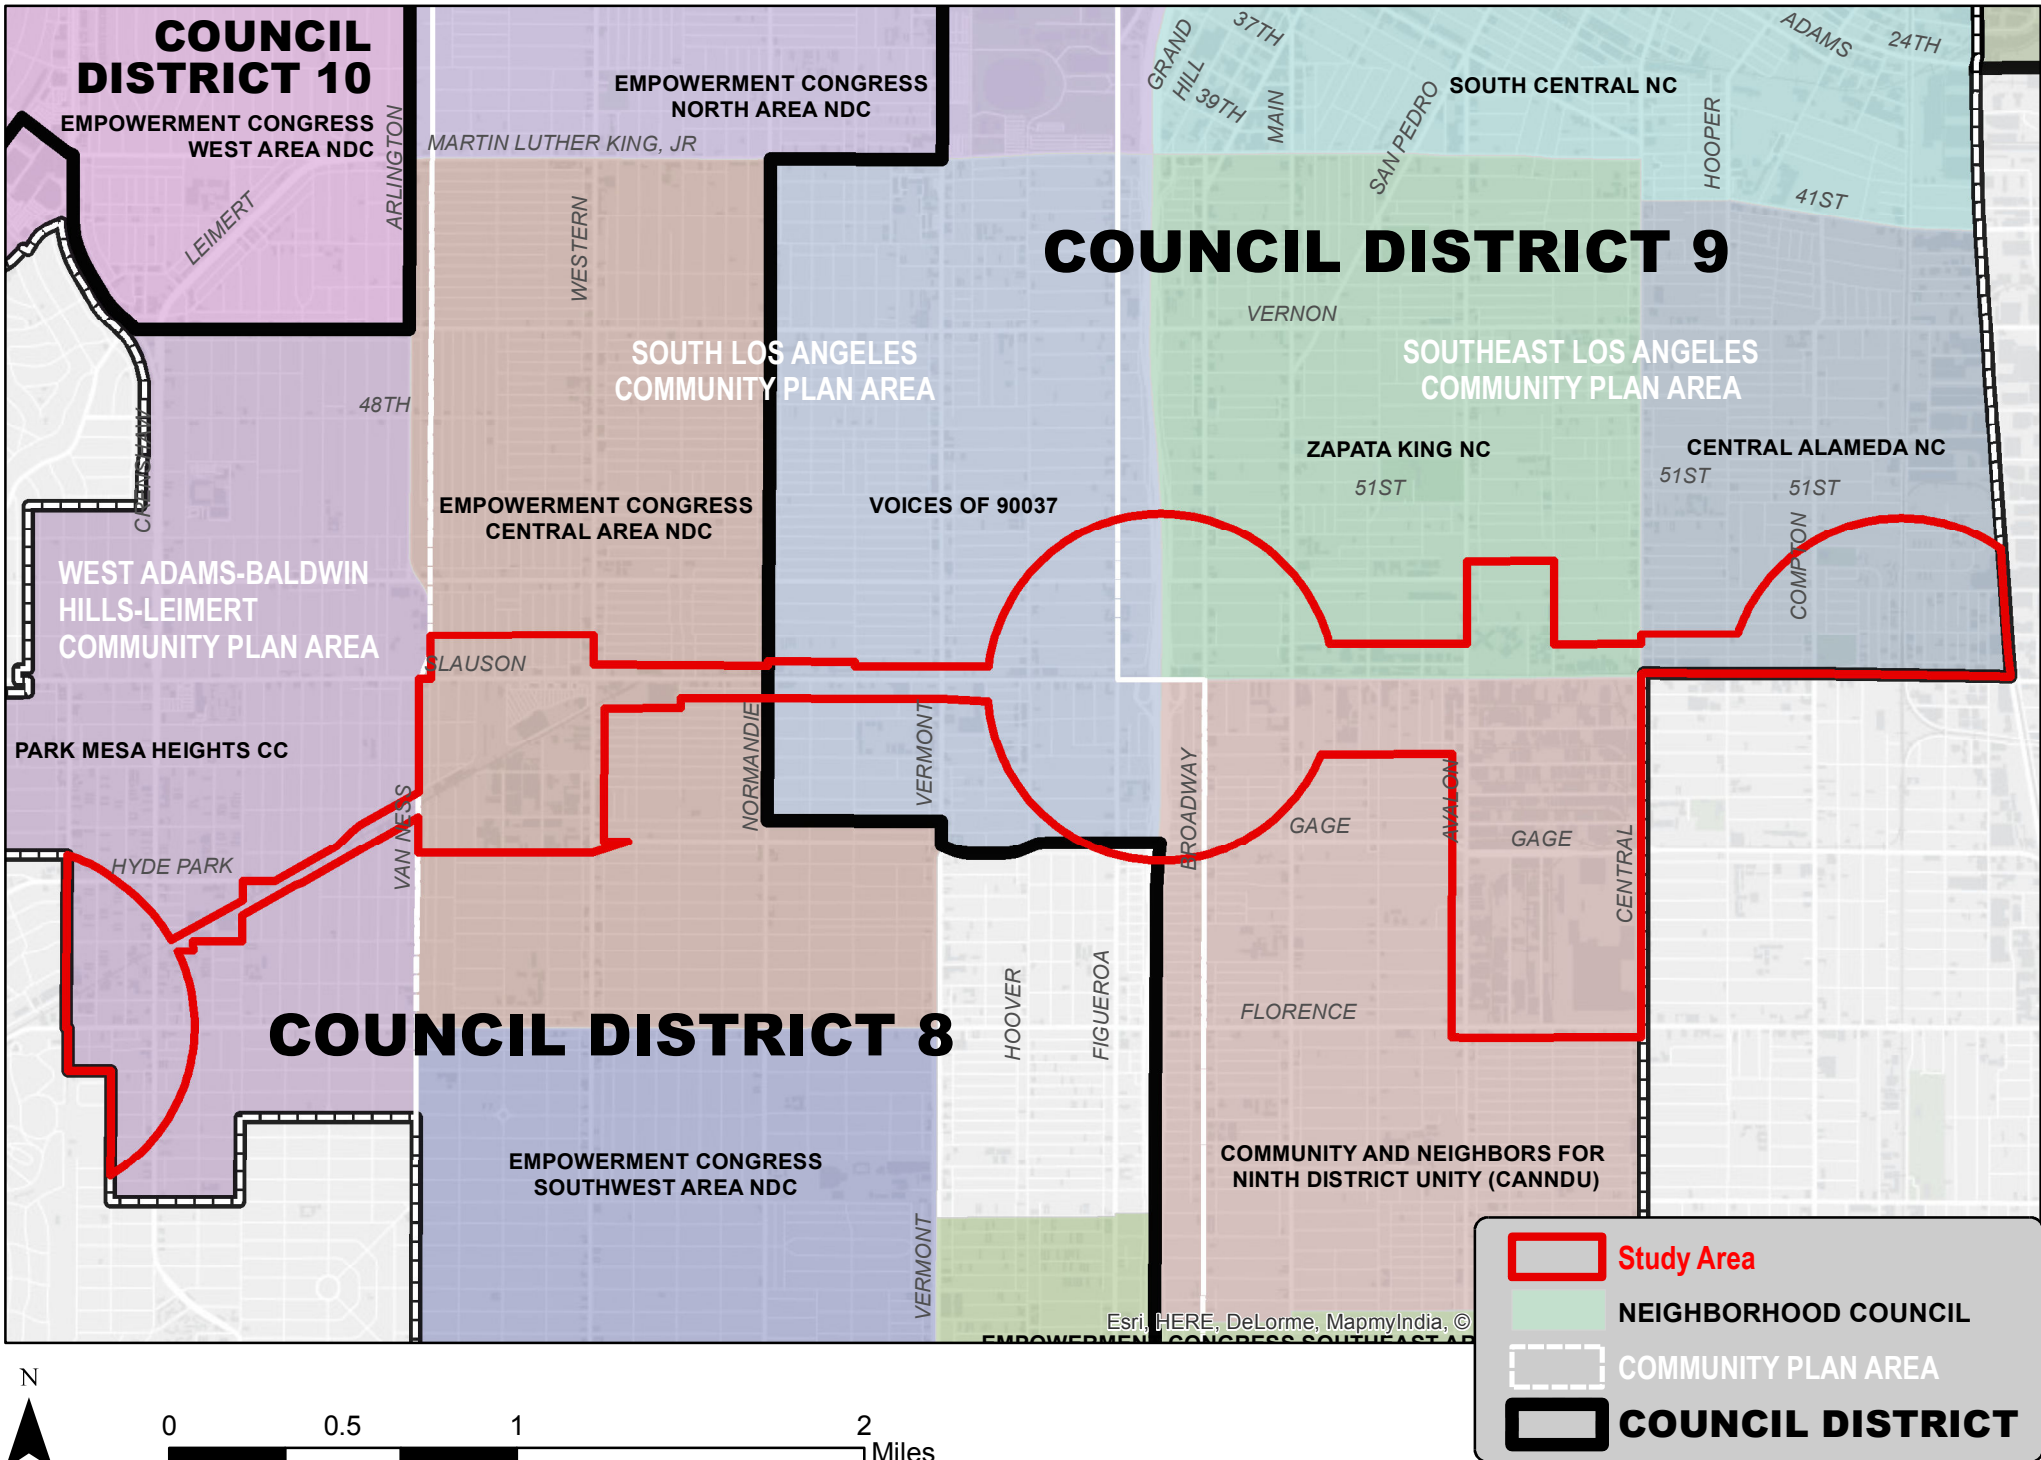 COUNCIL
DISTRICT 10
EMPOWERMENT CONGRESS
WEST AREA NDC
ARLINGTON
LEIMERT
MARTIN LUTHER KING, JR
EMPOWERMENT CONGRESS
NORTH AREA NDC
WESTERN
GRAND
HILL
37TH
39TH
MAIN
SAN PEDRO
SOUTH CENTRAL NC
ADAMS
24TH
HOOPER
41ST
COUNCIL DISTRICT 9
VERNON
SOUTH LOS ANGELES
COMMUNITY PLAN AREA
SOUTHEAST LOS ANGELES
COMMUNITY PLAN AREA
48TH
CRENSHAW
EMPOWERMENT CONGRESS
CENTRAL AREA NDC
VOICES OF 90037
ZAPATA KING NC
51ST
CENTRAL ALAMEDA NC
51ST
51ST
COMPTON
WEST ADAMS-BALDWIN
HILLS-LEIMERT
COMMUNITY PLAN AREA
SLAUSON
PARK MESA HEIGHTS CC
NORMANDIE
VERMONT
BROADWAY
AVALON
GAGE
GAGE
CENTRAL
VAN NESS
HYDE PARK
HOOVER
FIGUEROA
FLORENCE
COUNCIL DISTRICT 8
EMPOWERMENT CONGRESS
SOUTHWEST AREA NDC
VERMONT
COMMUNITY AND NEIGHBORS FOR
NINTH DISTRICT UNITY (CANNDU)
Esri, HERE, DeLorme, MapmyIndia, ©
EMPOWERMENT CONGRESS SOUTHEAST AR
Study Area
NEIGHBORHOOD COUNCIL
COMMUNITY PLAN AREA
COUNCIL DISTRICT
N
0 0.5 1 2
Miles